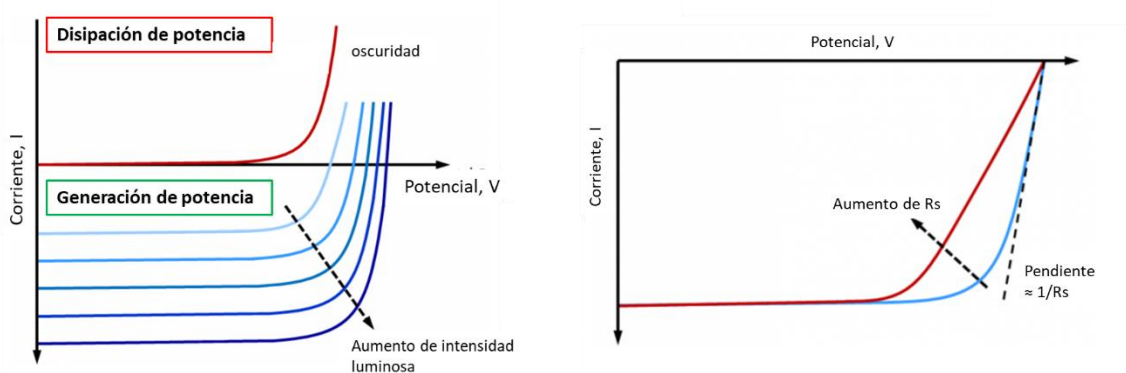 Disipación de potencia
oscuridad
Corriente, I
Potencial, V
Generación de potencia
Aumento de intensidad
luminosa
Potencial, V
Corriente, I
Aumento de Rs
Pendiente
≈ 1/Rs